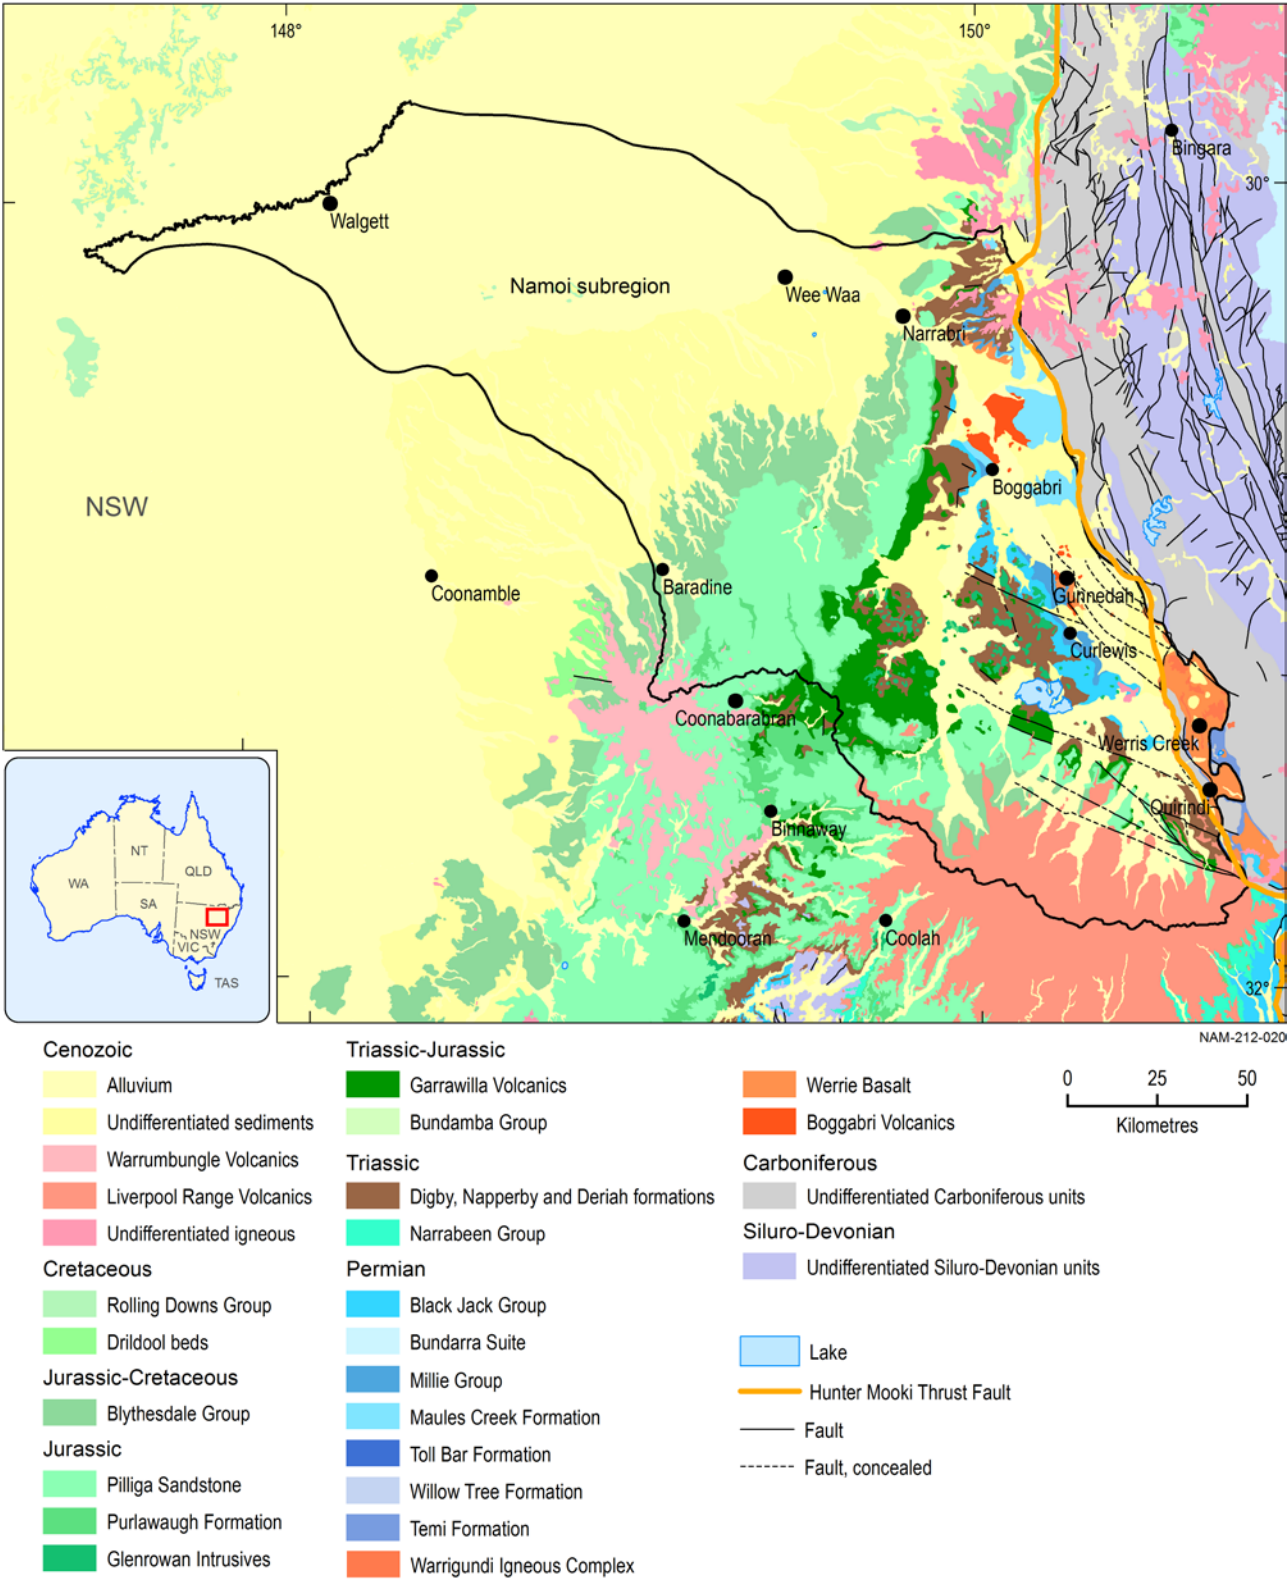 148°
150°
Bingara
30°
Walgett
Namoi subregion
Wee Waa
Narrabri
NSW
Boggabri
Coonamble
Baradine
Gunnedah
Curlewis
Coonabarabran
Werris Creek
Quirindi
Binnaway
Mendooran
Coolah
32°
NT
QLD
WA
SA
NSW
VIC
TAS
NAM-212-020
Cenozoic
Alluvium
Undifferentiated sediments
Warrumbungle Volcanics
Liverpool Range Volcanics
Undifferentiated igneous
Cretaceous
Rolling Downs Group
Drildool beds
Jurassic-Cretaceous
Blythesdale Group
Jurassic
Pilliga Sandstone
Purlawaugh Formation
Glenrowan Intrusives
Triassic-Jurassic
Garrawilla Volcanics
Bundamba Group
Triassic
Digby, Napperby and Deriah formations
Narrabeen Group
Permian
Black Jack Group
Bundarra Suite
Millie Group
Maules Creek Formation
Toll Bar Formation
Willow Tree Formation
Temi Formation
Warrigundi Igneous Complex
Werrie Basalt
Boggabri Volcanics
Carboniferous
Undifferentiated Carboniferous units
Siluro-Devonian
Undifferentiated Siluro-Devonian units
Lake
Hunter Mooki Thrust Fault
Fault
Fault, concealed
0 25 50
Kilometres